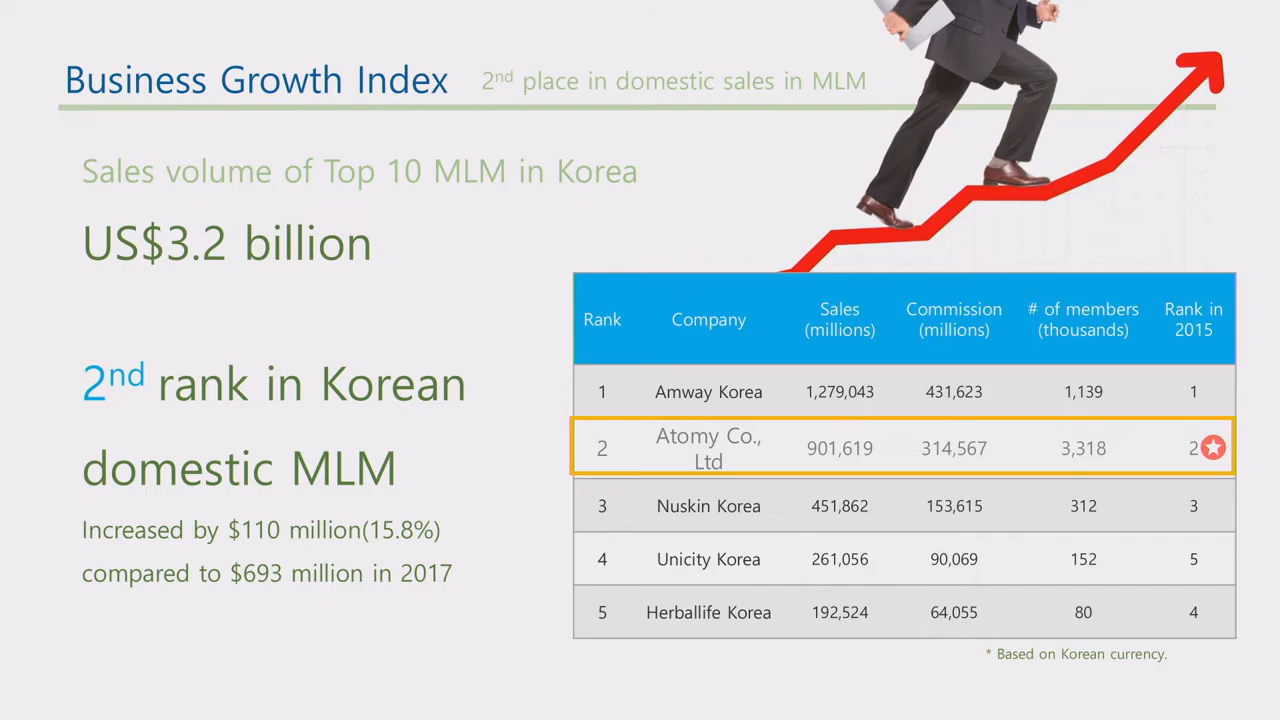 Business Growth Index 2nd place in domestic sales in MLM
Sales volume of Top 10 MLM in Korea
US$3.2 billion
2nd rank in Korean
domestic MLM
Increased by $110 million(15.8%)
compared to $693 million in 2017
Rank Company Sales (millions) Commission (millions) # of members (thousands) Rank in 2015
1 Amway Korea 1,279,043 431,623 1,139 1
2 Atomy Co., Ltd 901,619 314,567 3,318 2
3 Nuskin Korea 451,862 153,615 312 3
4 Unicity Korea 261,056 90,069 152 5
5 Herballife Korea 192,524 64,055 80 4
* Based on Korean currency.